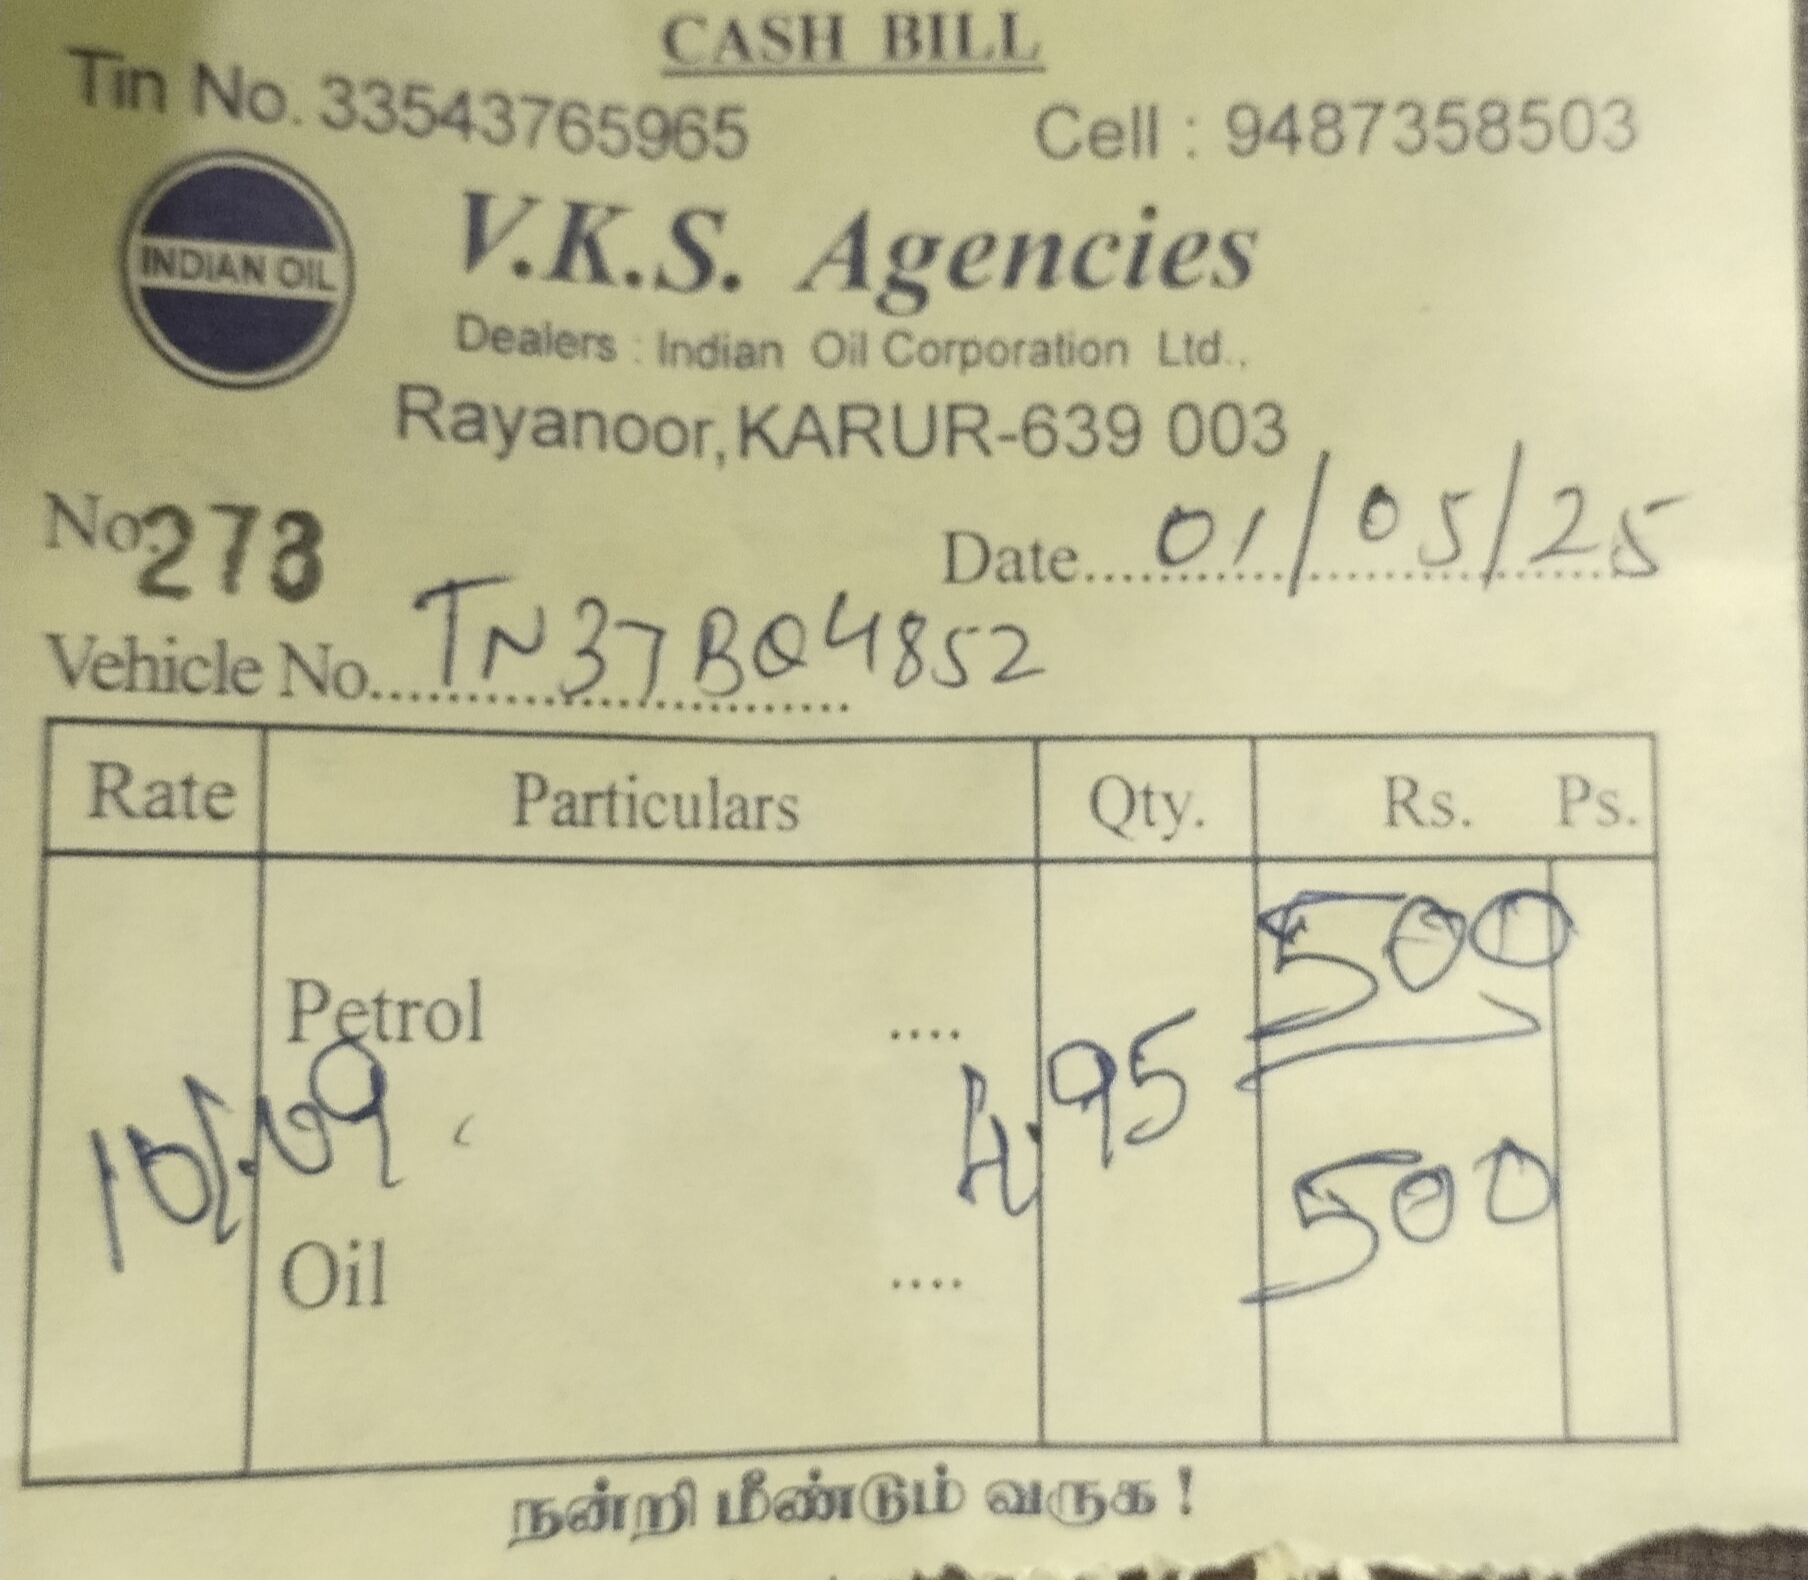 CASH BILL
Tin No. 33543765965 Cell : 9487358503
INDIAN OIL
V.K.S. Agencies
Dealers : Indian Oil Corporation Ltd.,
Rayanoor, KARUR-639 003
No. 273 Date 01/05/25
Vehicle No. TN37BQ4852
Rate Particulars Qty. Rs. Ps.
500
Petrol ....
4.95
500
Oil ....
நன்றி மீண்டும் வருக !